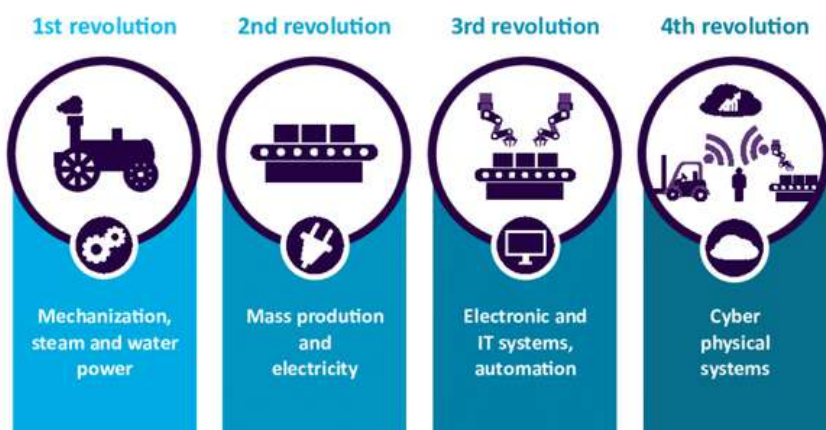 1st revolution
2nd revolution
3rd revolution
4th revolution
Mechanization,
steam and water
power
Mass prodution
and
electricity
Electronic and
IT systems,
automation
Cyber
physical
systems